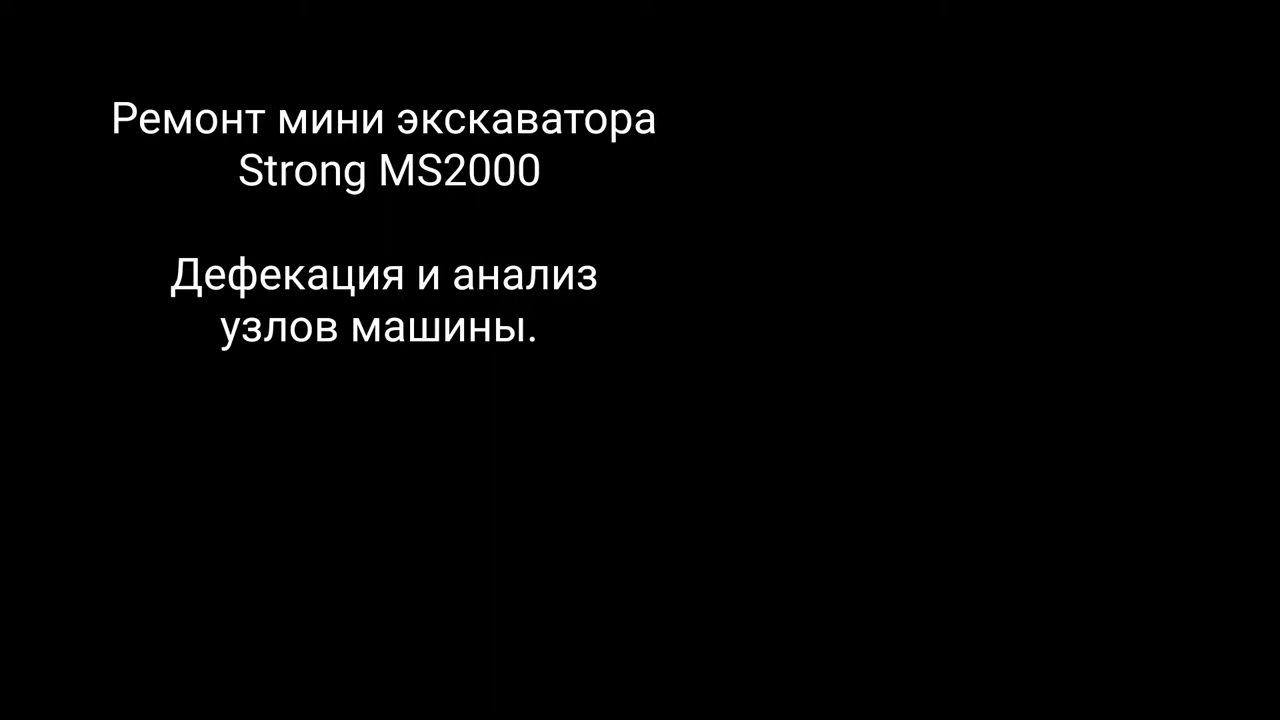 Ремонт мини экскаватора
Strong MS2000
Дефекация и анализ
узлов машины.